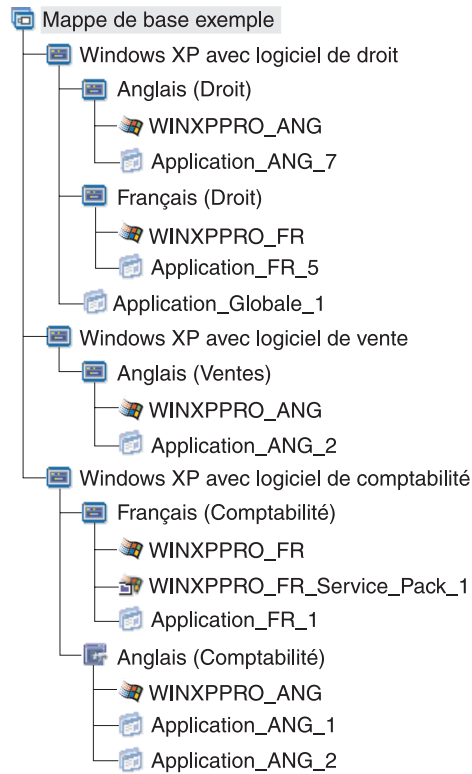 Mappe de base exemple
Windows XP avec logiciel de droit
Anglais (Droit)
WINXPPRO_ANG
Application_ANG_7
Français (Droit)
WINXPPRO_FR
Application_FR_5
Application_Globale_1
Windows XP avec logiciel de vente
Anglais (Ventes)
WINXPPRO_ANG
Application_ANG_2
Windows XP avec logiciel de comptabilité
Français (Comptabilité)
WINXPPRO_FR
WINXPPRO_FR_Service_Pack_1
Application_FR_1
Anglais (Comptabilité)
WINXPPRO_ANG
Application_ANG_1
Application_ANG_2